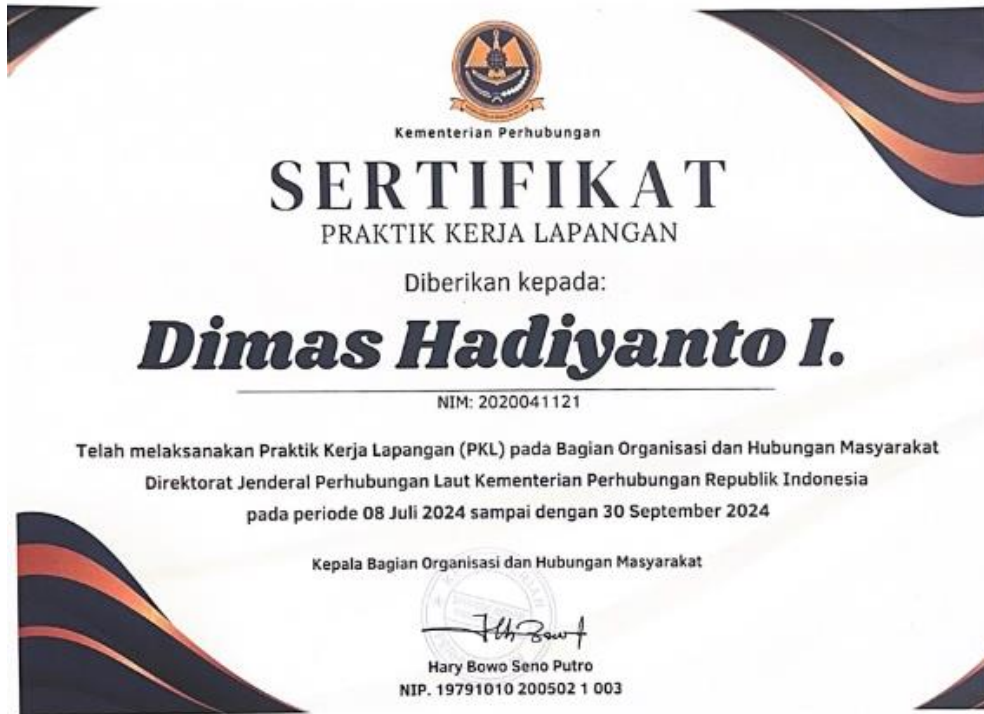 Kementerian Perhubungan
SERTIFIKAT
PRAKTIK KERJA LAPANGAN
Diberikan kepada:
Dimas Hadiyanto I.
NIM: 2020041121
Telah melaksanakan Praktik Kerja Lapangan (PKL) pada Bagian Organisasi dan Hubungan Masyarakat
Direktorat Jenderal Perhubungan Laut Kementerian Perhubungan Republik Indonesia
pada periode 08 Juli 2024 sampai dengan 30 September 2024
Kepala Bagian Organisasi dan Hubungan Masyarakat
Hary Bowo Seno Putro
NIP. 19791010 200502 1 003